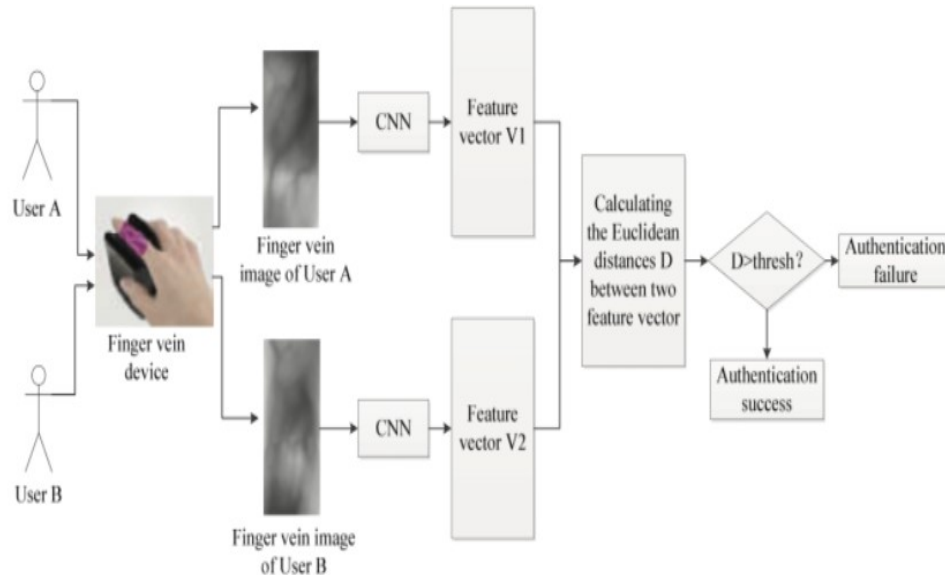 User A
Finger vein
device
User B
Finger vein
image of User A
Finger vein image
of User B
CNN
CNN
Feature
vector V1
Feature
vector V2
Calculating
the Euclidean
distances D
between two
feature vector
D>thresh?
Authentication
failure
Authentication
success